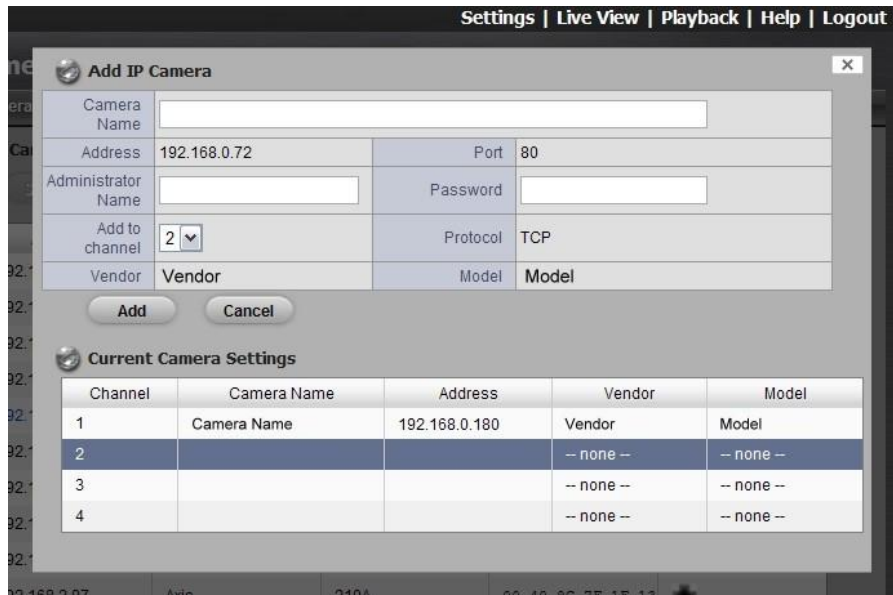 Settings | Live View | Playback | Help | Logout
Add IP Camera
Camera Name
Address 192.168.0.72 Port 80
Administrator Name Password
Add to channel 2 Protocol TCP
Vendor Vendor Model Model
Add Cancel
Current Camera Settings
Channel Camera Name Address Vendor Model
1 Camera Name 192.168.0.180 Vendor Model
2 -- none -- -- none --
3 -- none -- -- none --
4 -- none -- -- none --